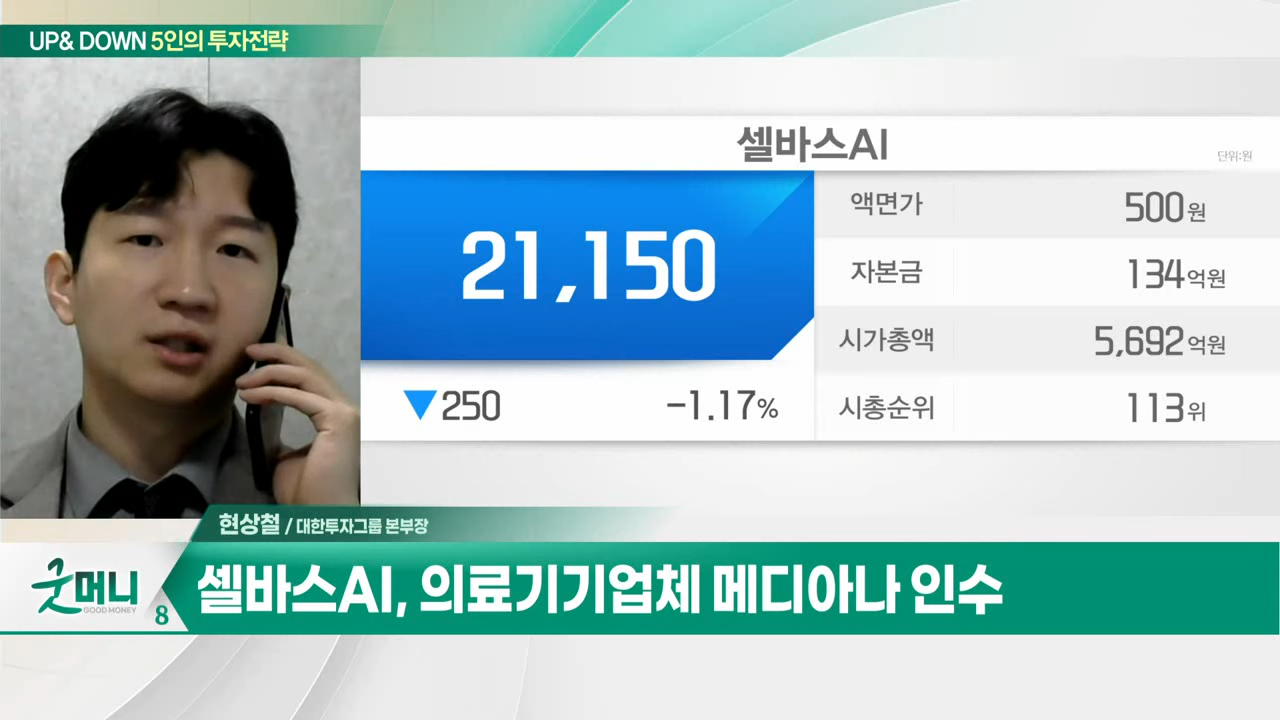 UP& DOWN 5인의 투자전략
셀바스AI
단위:원
21,150
▼250 -1.17%
액면가 500원
자본금 134억원
시가총액 5,692억원
시총순위 113위
현상철 / 대한투자그룹 본부장
굿머니
GOOD MONEY
8
셀바스AI, 의료기기기업체 메디아나 인수